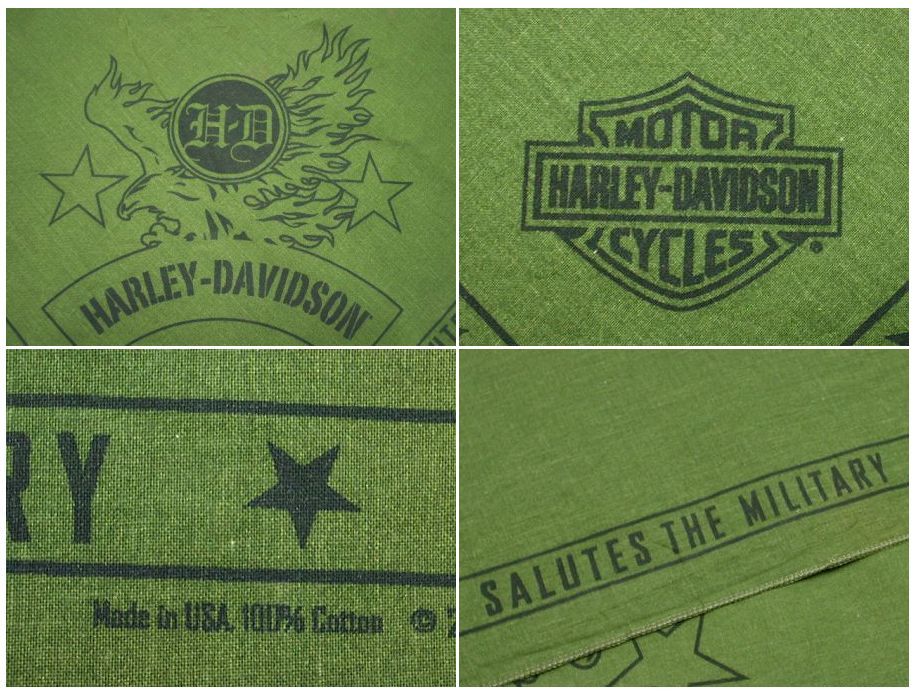 H-D
HARLEY-DAVIDSON
MOTOR
HARLEY-DAVIDSON
CYCLES
®
RY
Made in USA. 100% Cotton ©
SALUTES THE MILITARY